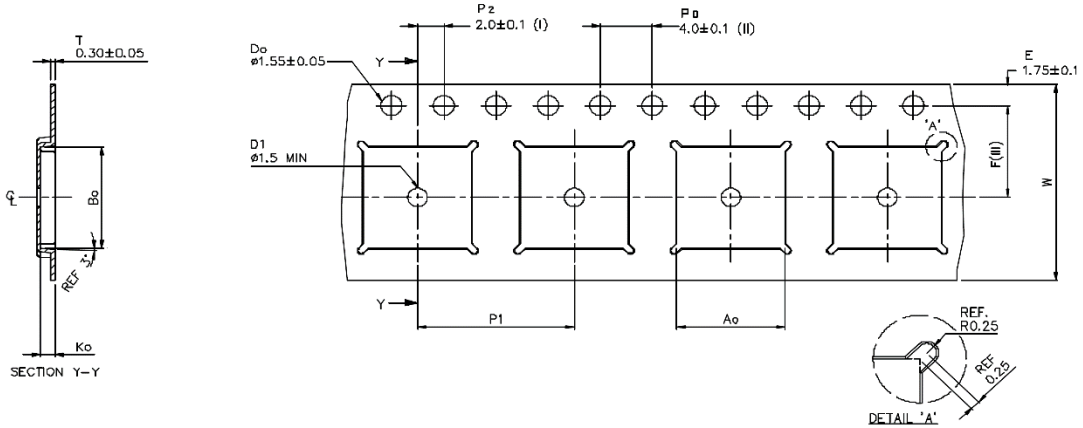 T
0.30±0.05
Bo
REF 3°
Ko
SECTION Y-Y
P2
2.0±0.1 (I)
Po
4.0±0.1 (II)
Do
ø1.55±0.05
Y
E
1.75±0.1
D1
ø1.5 MIN
'A'
F(III)
W
Y
P1
Ao
REF.
R0.25
REF
0.25
DETAIL 'A'